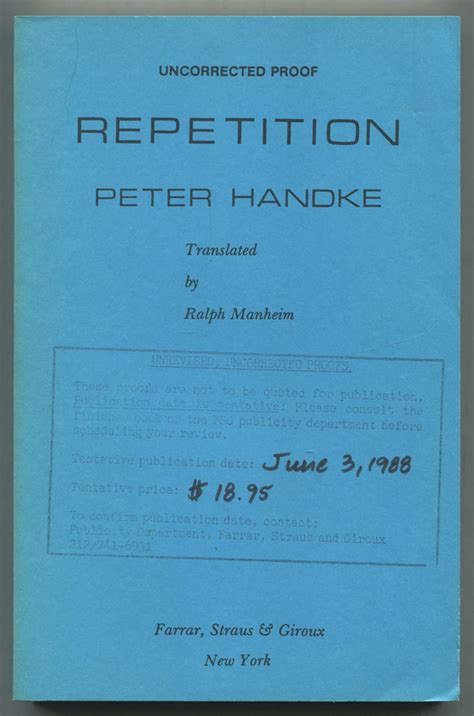 UNCORRECTED PROOF
REPETITION
PETER HANDKE
Translated
by
Ralph Manheim
UNREVISED, UNCORRECTED PROOFS.
These proofs are not to be quoted for publication.
Publication date is tentative: Please consult the
finished book or the FSG publicity department before
scheduling your review.
Tentative publication date: June 3, 1988
Tentative price: $ 18.95
To confirm publication date, contact:
Publicity Department, Farrar, Straus and Giroux
212/741-6931
Farrar, Straus & Giroux
New York